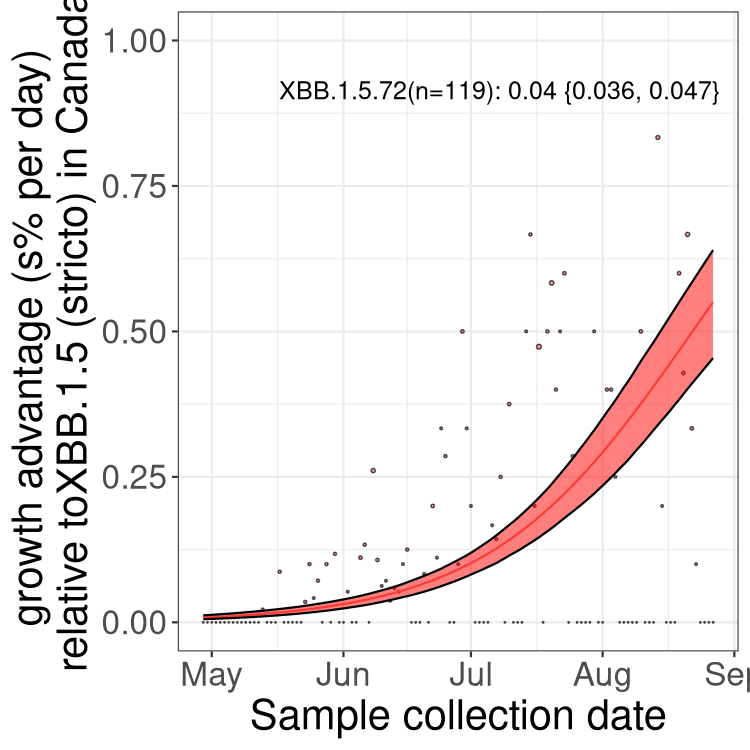 growth advantage (s% per day)
relative toXBB.1.5 (stricto) in Canada
1.00
0.75
0.50
0.25
0.00
XBB.1.5.72(n=119): 0.04 {0.036, 0.047}
May Jun Jul Aug Sep
Sample collection date